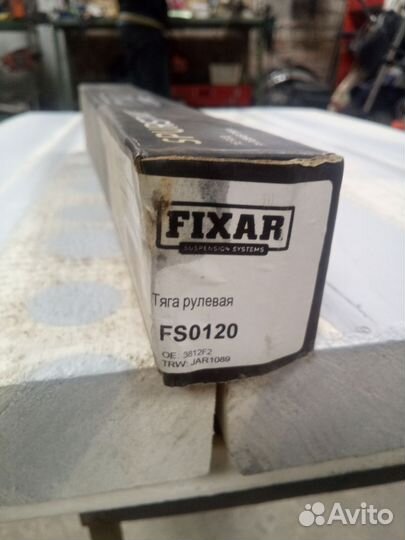 FIXAR
SUSPENSION SYSTEMS
Тяга рулевая
FS0120
OE: 3812F2
TRW: JAR1089
Avito